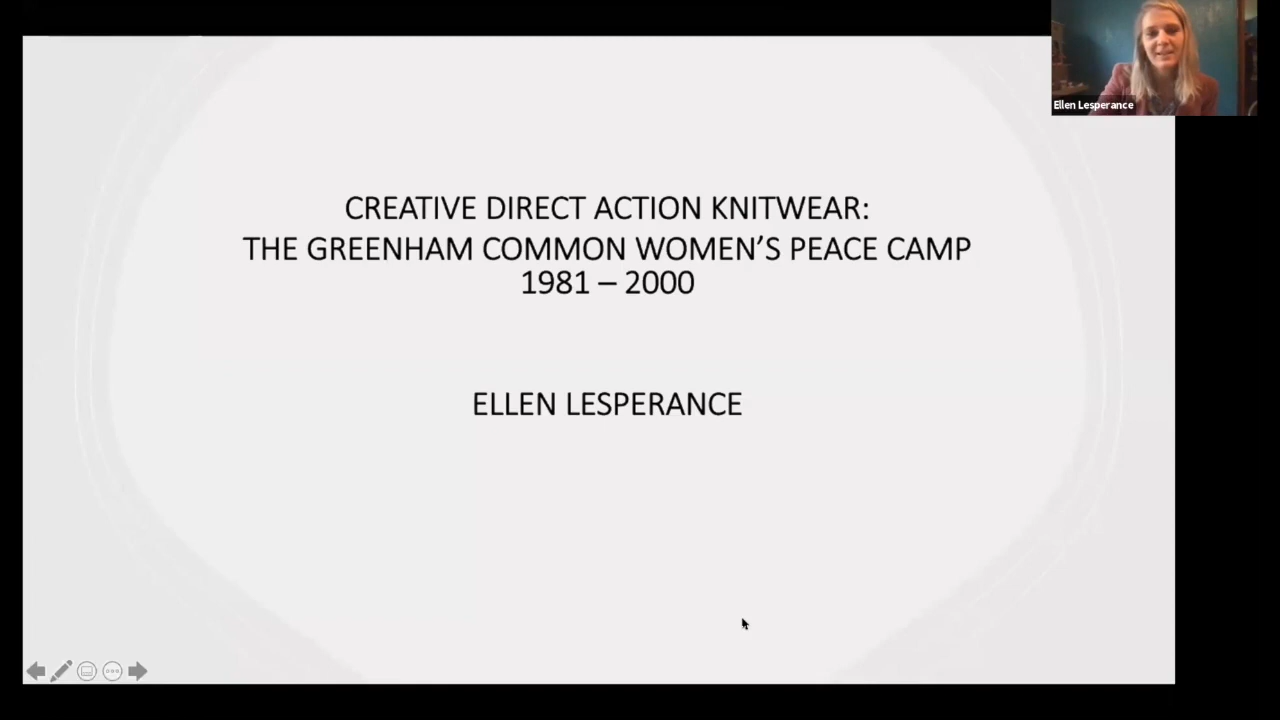 Ellen Lesperance
CREATIVE DIRECT ACTION KNITWEAR:
THE GREENHAM COMMON WOMEN’S PEACE CAMP
1981 – 2000
ELLEN LESPERANCE